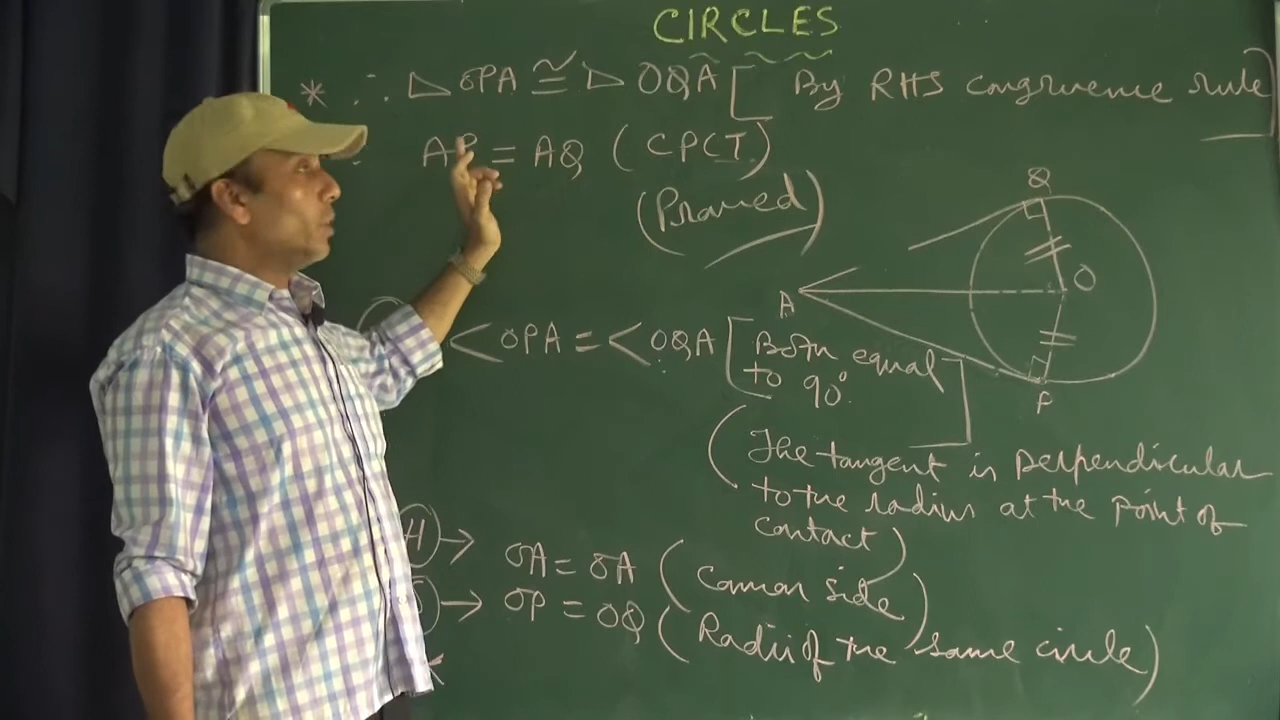 CIRCLES
* ∴ △OPA ≅ △OQA [ By RHS congruence rule ]
AP = AQ (CPCT)
(Proved)
Q
O
A
P
<OPA = <OQA [ Both equal
to 90° ]
(The tangent is perpendicular
to the radius at the point of
contact)
H → OA = OA (Common side)
S → OP = OQ (Radii of the same circle)
*